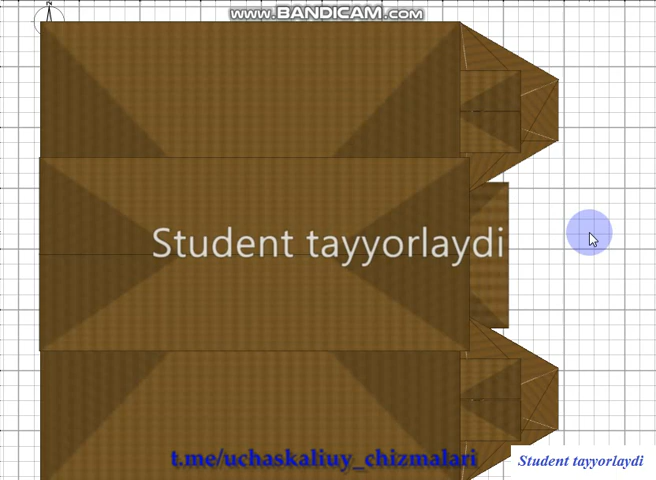 N
www.BANDICAM.com
Student tayyorlaydi
t.me/uchaskaliuy_chizmalari
Student tayyorlaydi